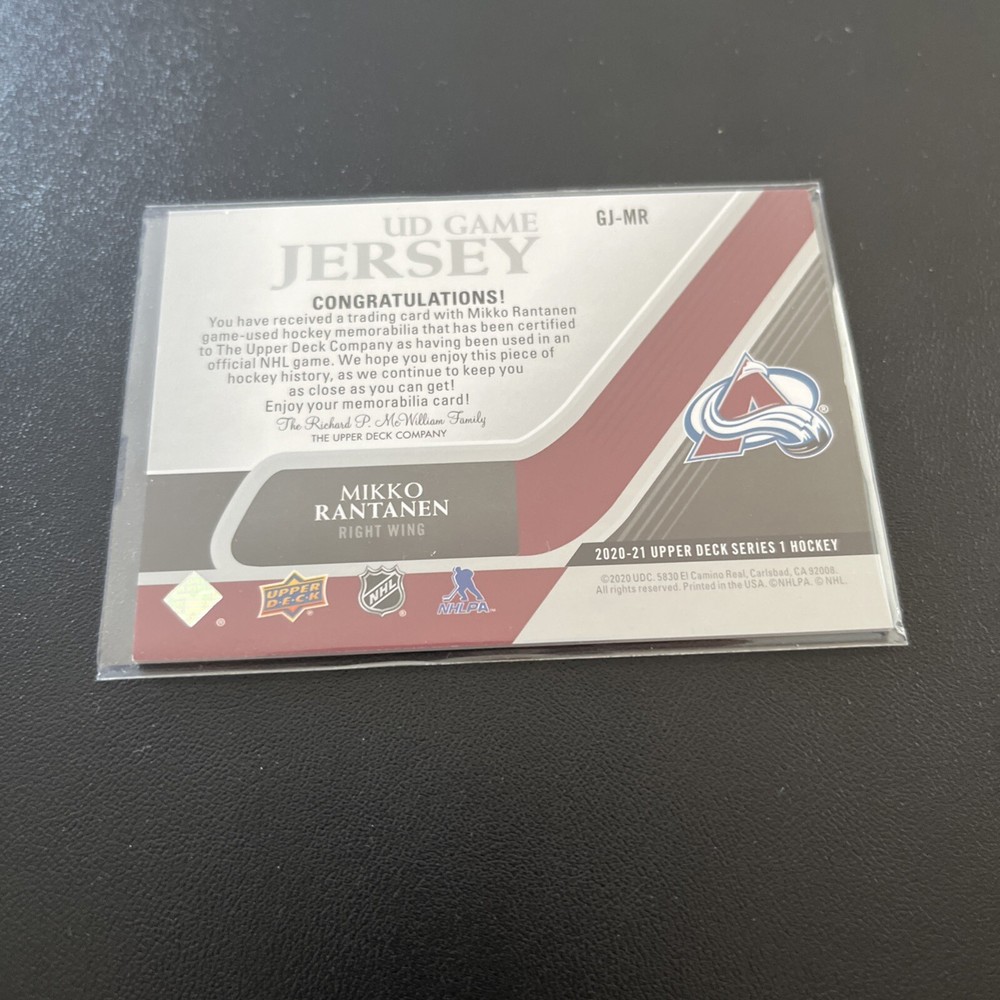 UD GAME
JERSEY
GJ-MR
CONGRATULATIONS!
You have received a trading card with Mikko Rantanen
game-used hockey memorabilia that has been certified
to The Upper Deck Company as having been used in an
official NHL game. We hope you enjoy this piece of
hockey history, as we continue to keep you
as close as you can get!
Enjoy your memorabilia card!
The Richard P. McWilliam Family
THE UPPER DECK COMPANY
MIKKO
RANTANEN
RIGHT WING
2020-21 UPPER DECK SERIES 1 HOCKEY
©2020 UDC. 5830 El Camino Real, Carlsbad, CA 92008.
All rights reserved. Printed in the USA. ©NHLPA. © NHL.
UPPER
D·E·C·K
NHL
NHLPA